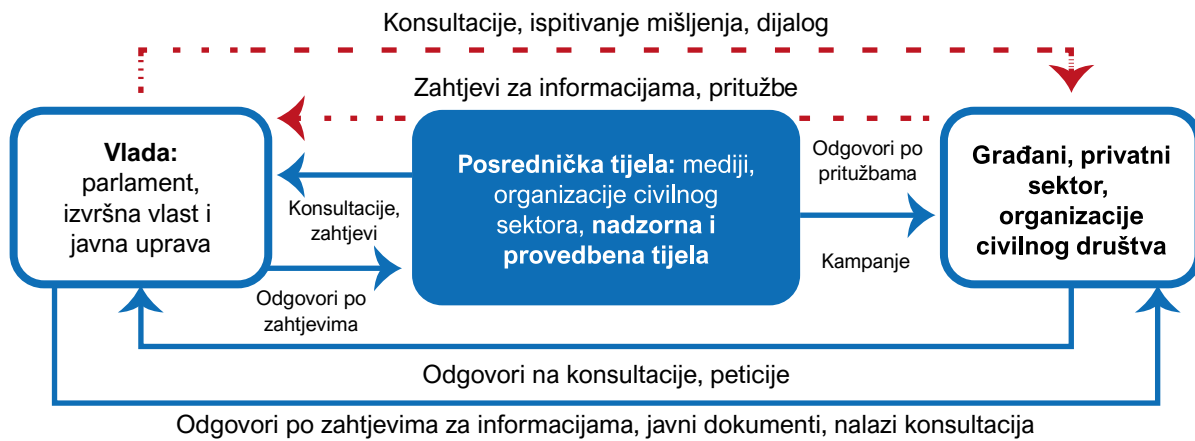 Konsultacije, ispitivanje mišljenja, dijalog
Zahtjevi za informacijama, pritužbe
Vlada:
parlament,
izvršna vlast i
javna uprava
Konsultacije,
zahtjevi
Odgovori po
zahtjevima
Posrednička tijela: mediji,
organizacije civilnog
sektora, nadzorna i
provedbena tijela
Odgovori po
pritužbama
Kampanje
Građani, privatni
sektor,
organizacije
civilnog društva
Odgovori na konsultacije, peticije
Odgovori po zahtjevima za informacijama, javni dokumenti, nalazi konsultacija